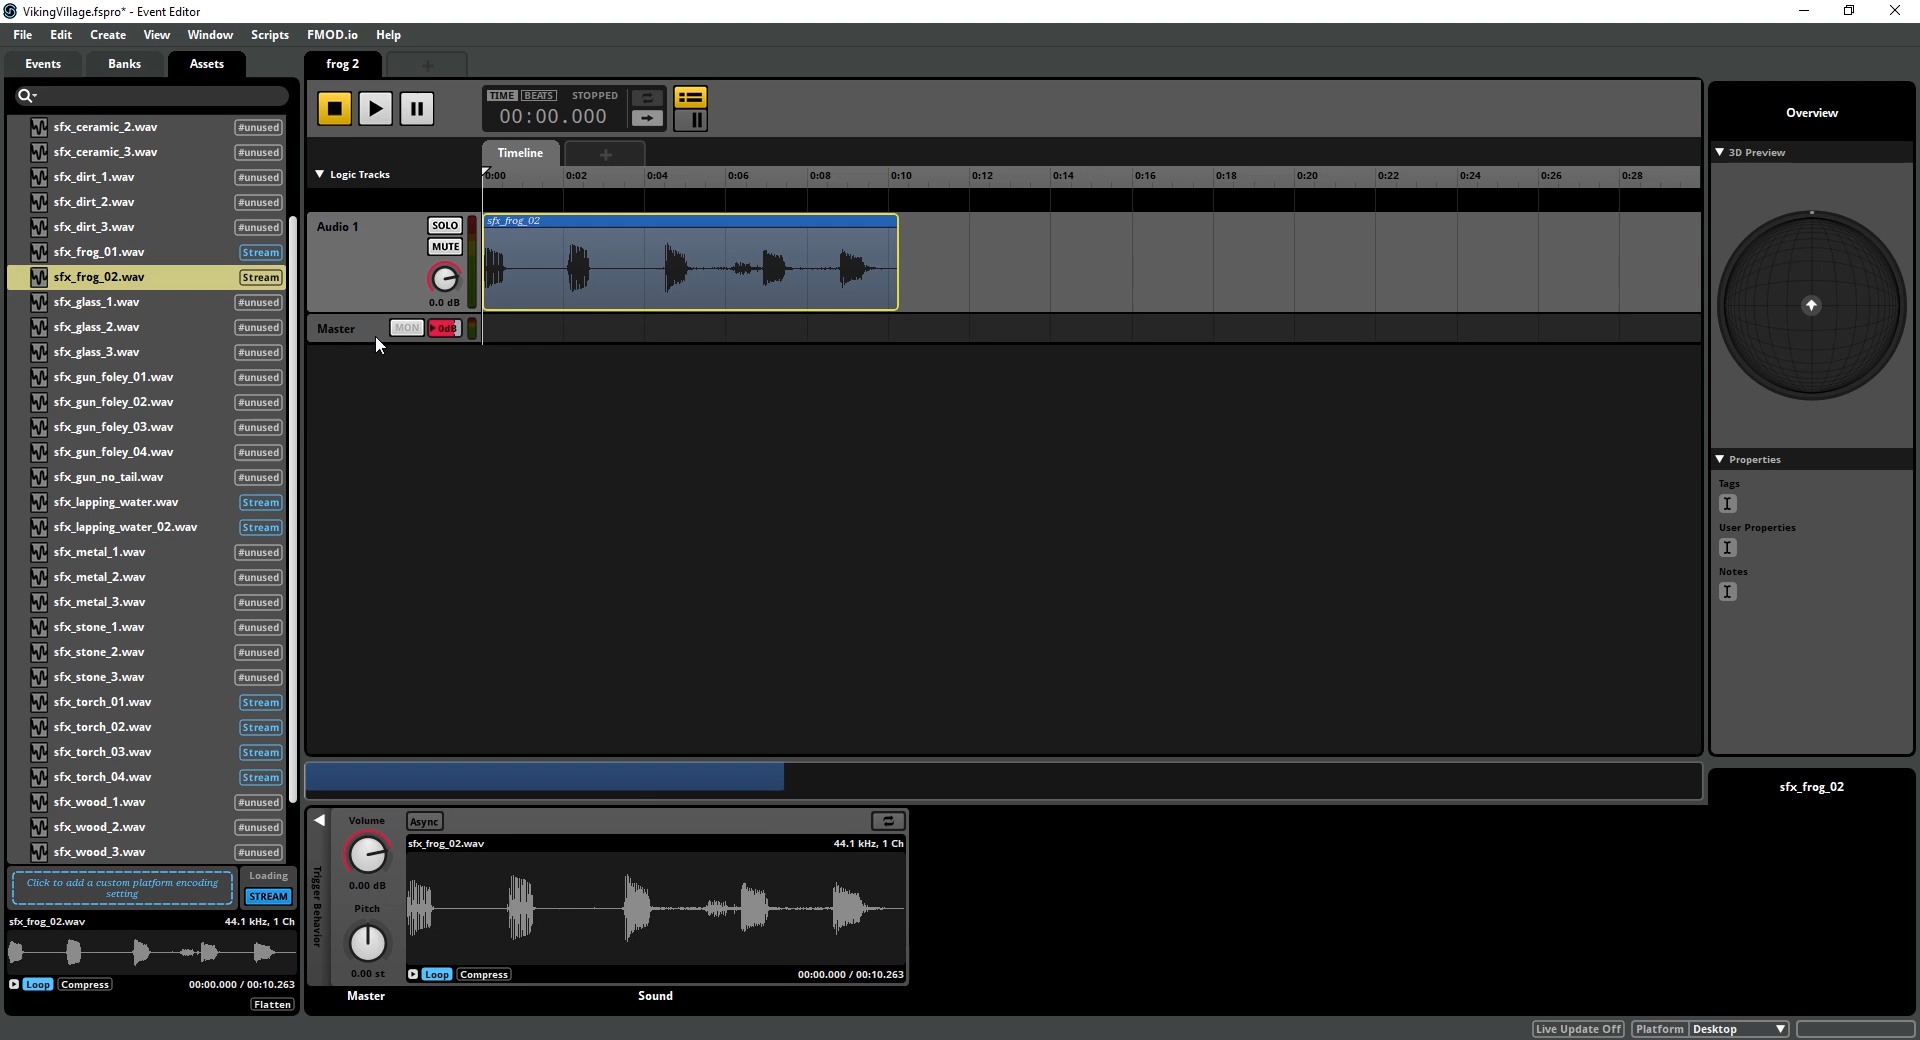 VikingVillage.fspro* - Event Editor
File Edit Create View Window Scripts FMOD.io Help
Events Banks Assets
frog 2
sfx_ceramic_2.wav #unused
sfx_ceramic_3.wav #unused
sfx_dirt_1.wav #unused
sfx_dirt_2.wav #unused
sfx_dirt_3.wav #unused
sfx_frog_01.wav Stream
sfx_frog_02.wav Stream
sfx_glass_1.wav #unused
sfx_glass_2.wav #unused
sfx_glass_3.wav #unused
sfx_gun_foley_01.wav #unused
sfx_gun_foley_02.wav #unused
sfx_gun_foley_03.wav #unused
sfx_gun_foley_04.wav #unused
sfx_gun_no_tail.wav #unused
sfx_lapping_water.wav Stream
sfx_lapping_water_02.wav Stream
sfx_metal_1.wav #unused
sfx_metal_2.wav #unused
sfx_metal_3.wav #unused
sfx_stone_1.wav #unused
sfx_stone_2.wav #unused
sfx_stone_3.wav #unused
sfx_torch_01.wav Stream
sfx_torch_02.wav Stream
sfx_torch_03.wav Stream
sfx_torch_04.wav Stream
sfx_wood_1.wav #unused
sfx_wood_2.wav #unused
sfx_wood_3.wav #unused
Click to add a custom platform encoding
setting
Loading
STREAM
sfx_frog_02.wav 44.1 kHz, 1 Ch
Loop Compress 00:00.000 / 00:10.263
Flatten
TIME BEATS STOPPED
00:00.000
Timeline
Logic Tracks
0:00 0:02 0:04 0:06 0:08 0:10 0:12 0:14 0:16 0:18 0:20 0:22 0:24 0:26 0:28
Audio 1 SOLO
MUTE
0.0 dB
sfx_frog_02
Master MON 0dB
Trigger Behavior
Volume
0.00 dB
Pitch
0.00 st
Master
Async
sfx_frog_02.wav 44.1 kHz, 1 Ch
Loop Compress 00:00.000 / 00:10.263
Sound
Overview
3D Preview
Properties
Tags
User Properties
Notes
sfx_frog_02
Live Update Off Platform Desktop